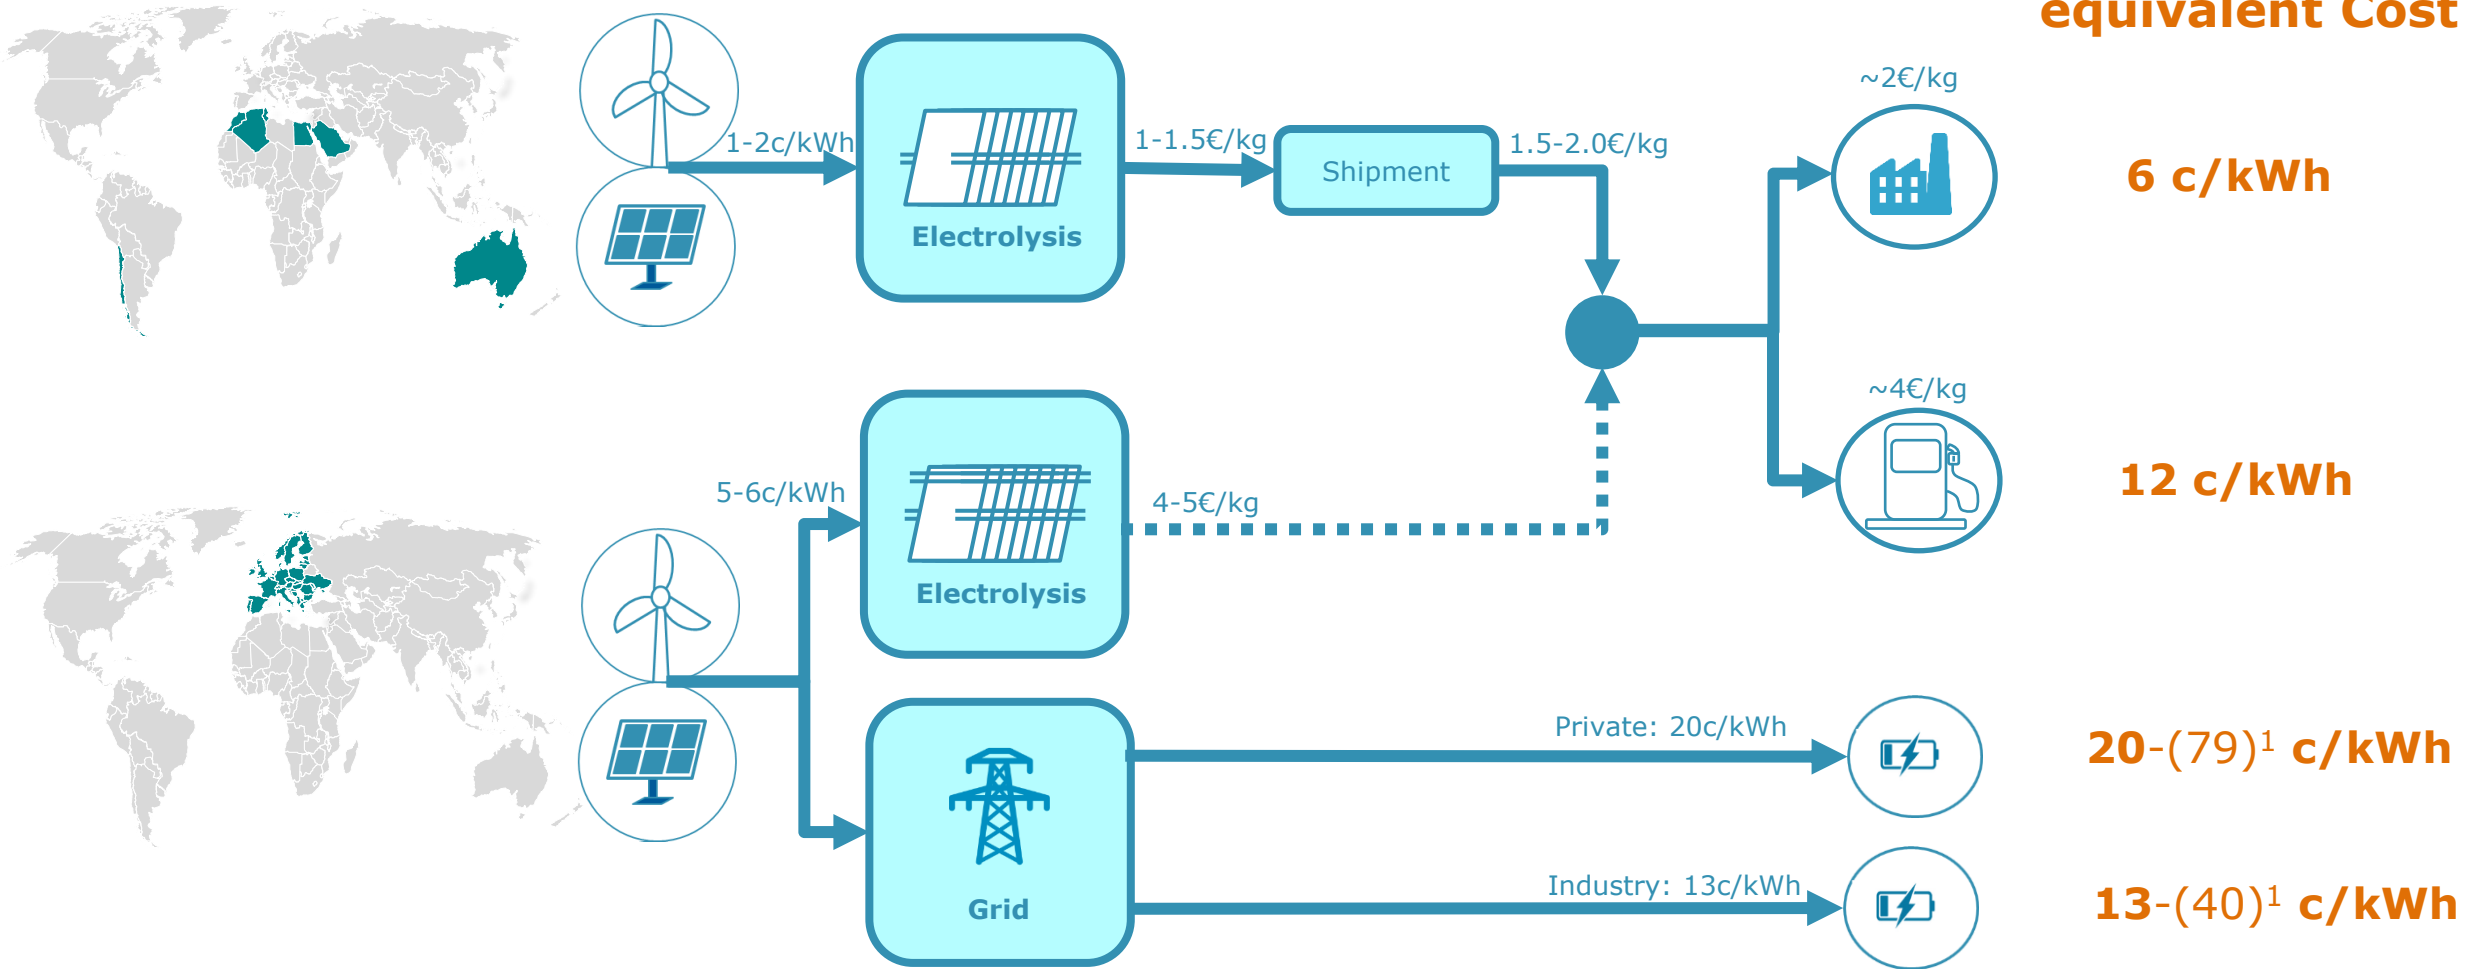 equivalent Cost
~2€/kg
1-2c/kWh
1-1.5€/kg
1.5-2.0€/kg
Shipment
6 c/kWh
Electrolysis
~4€/kg
5-6c/kWh
4-5€/kg
12 c/kWh
Electrolysis
Private: 20c/kWh
20-(79)¹ c/kWh
Industry: 13c/kWh
13-(40)¹ c/kWh
Grid